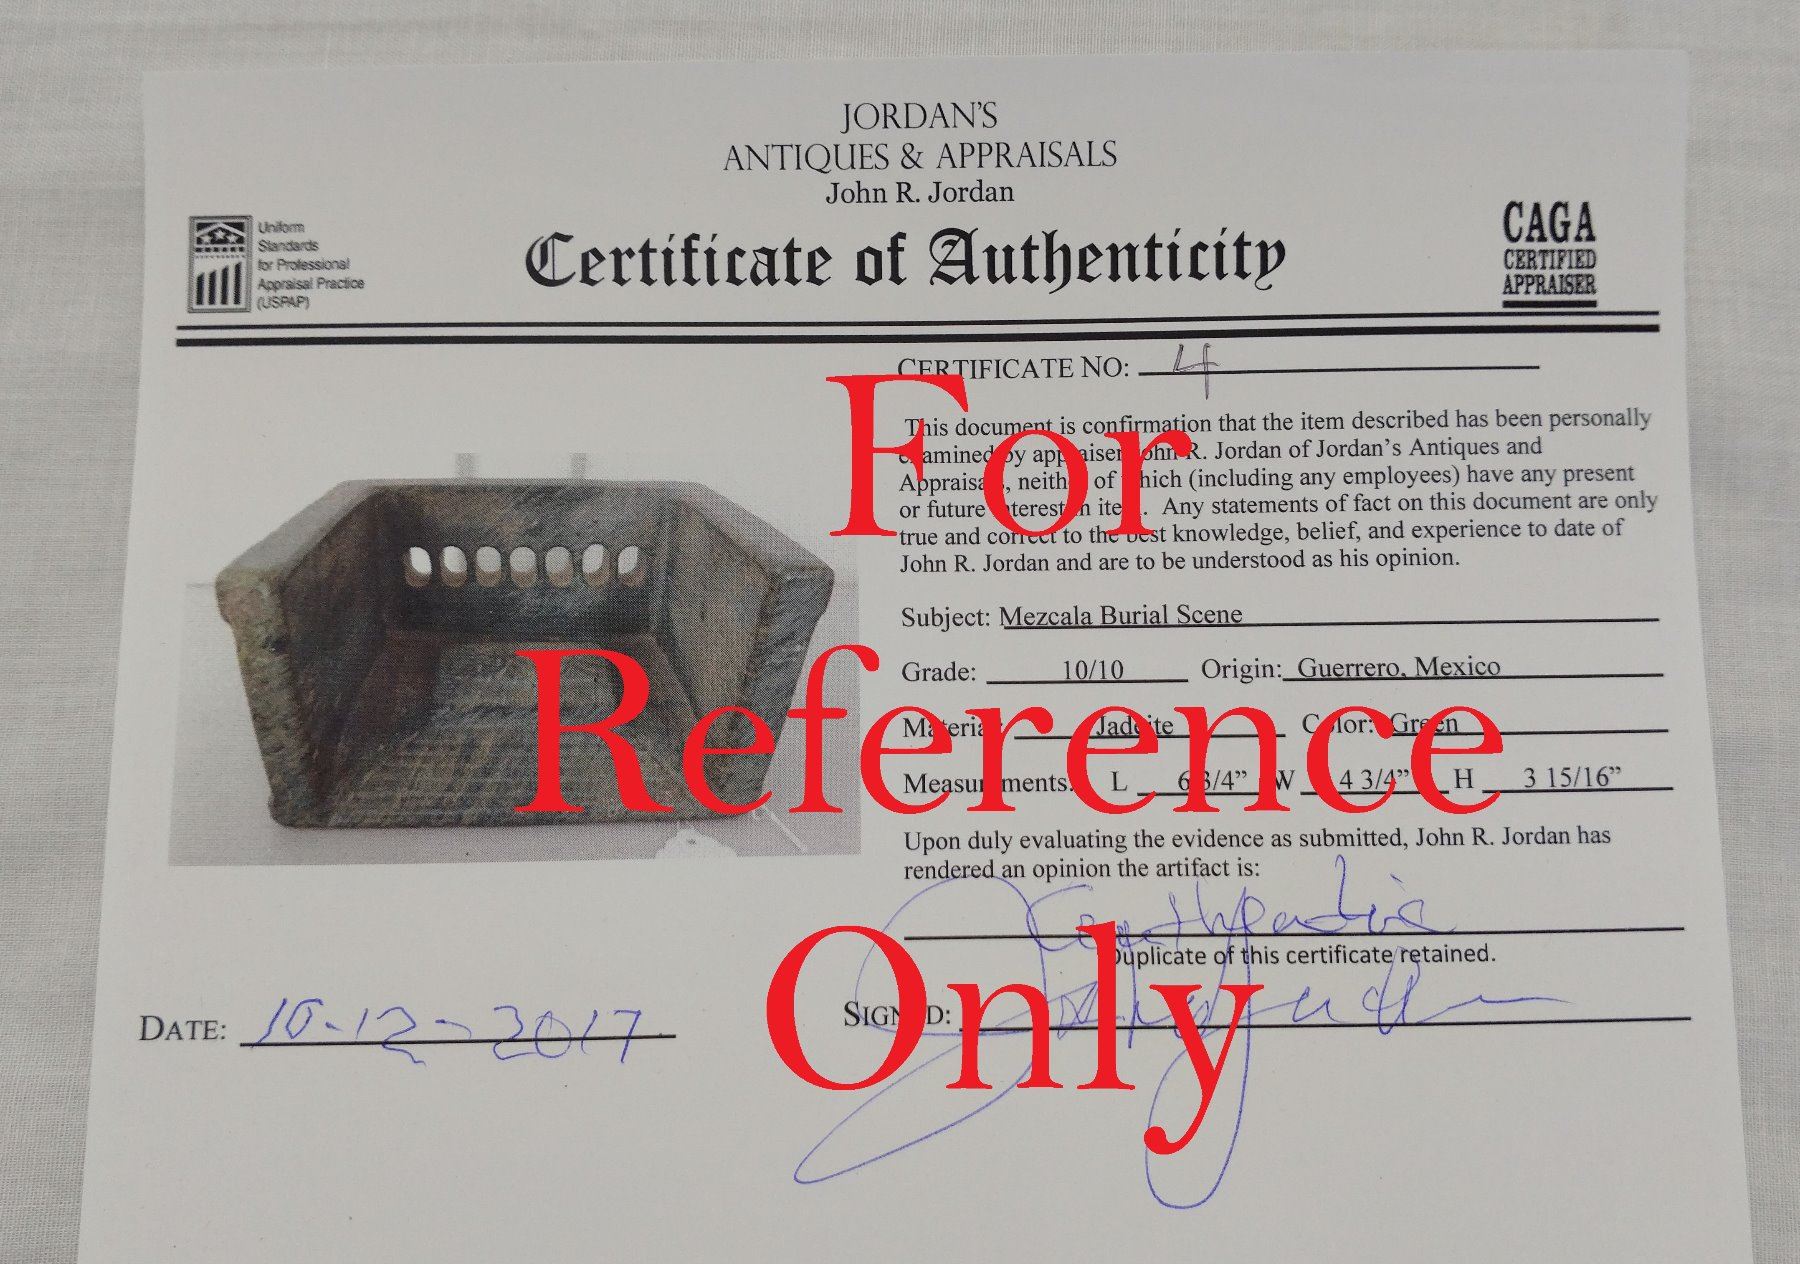 JORDAN'S
ANTIQUES & APPRAISALS
John R. Jordan
Uniform
Standards
for Professional
Appraisal Practice
(USPAP)
Certificate of Authenticity
CAGA
CERTIFIED
APPRAISER
CERTIFICATE NO: 4
This document is confirmation that the item described has been personally
examined by appraiser John R. Jordan of Jordan's Antiques and
Appraisals, neither of which (including any employees) have any present
or future interest in item. Any statements of fact on this document are only
true and correct to the best knowledge, belief, and experience to date of
John R. Jordan and are to be understood as his opinion.
Subject: Mezcala Burial Scene
Grade: 10/10 Origin: Guerrero, Mexico
Material: Jadeite Color: Green
Measurements: L 6 3/4” W 4 3/4” H 3 15/16”
Upon duly evaluating the evidence as submitted, John R. Jordan has
rendered an opinion the artifact is:
Duplicate of this certificate retained.
DATE: 10-12-2017
SIGNED:
For
Reference
Only